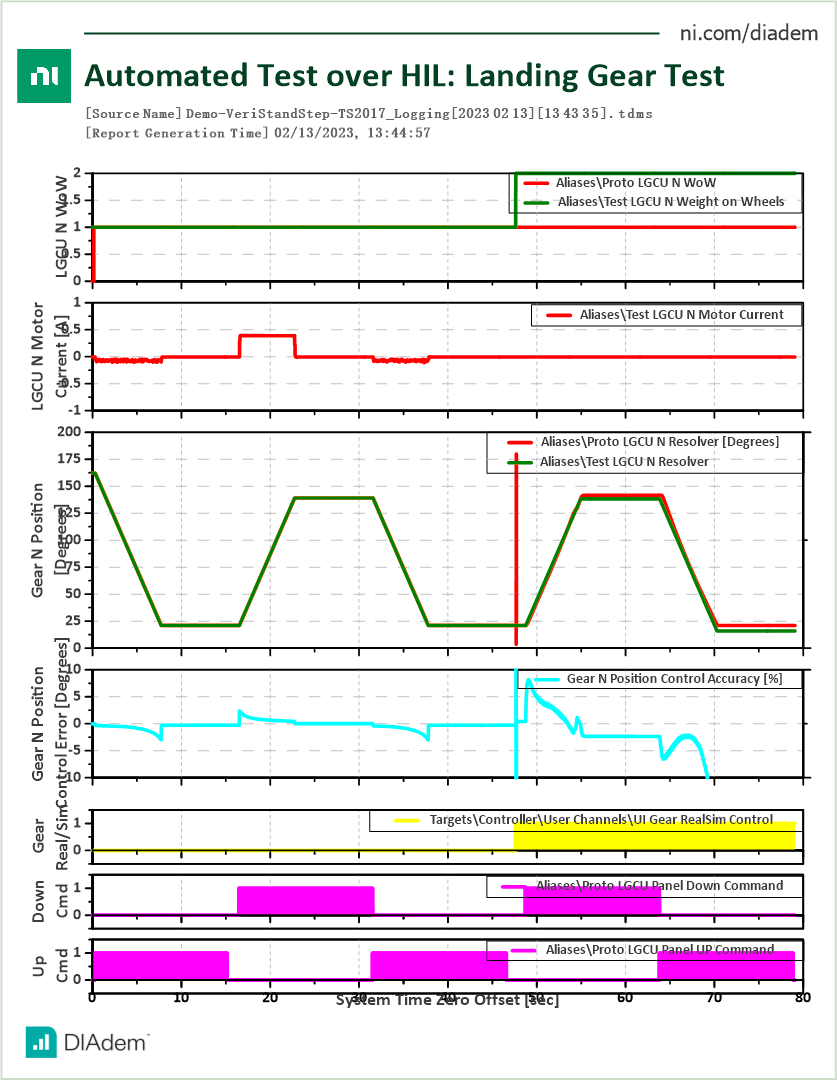 ni.com/diadem
ni
Automated Test over HIL: Landing Gear Test
[Source Name] Demo-VeriStandStep-TS2017_Logging[2023 02 13][13 43 35].tdms
[Report Generation Time] 02/13/2023, 13:44:57
LGCU N WoW
2
1.5
1
0.5
0
Aliases\Proto LGCU N WoW
Aliases\Test LGCU N Weight on Wheels
LGCU N Motor
Current [A]
1
0.5
0
-0.5
-1
Aliases\Test LGCU N Motor Current
Gear N Position
[Degrees]
200
175
150
125
100
75
50
25
0
Aliases\Proto LGCU N Resolver [Degrees]
Aliases\Test LGCU N Resolver
Gear N Position
Control Error [Degrees]
10
5
0
-5
-10
Gear N Position Control Accuracy [%]
Gear
Real/Sim
1
0
Targets\Controller\User Channels\UI Gear RealSim Control
Down
Cmd
1
0
Aliases\Proto LGCU Panel Down Command
Up
Cmd
1
0
Aliases\Proto LGCU Panel UP Command
0 10 20 30 40 50 60 70 80
System Time Zero Offset [sec]
DIAdem™